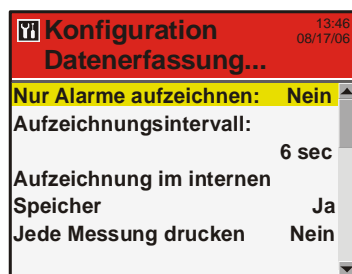 Konfiguration
Datenerfassung...
13:46
08/17/06
Nur Alarme aufzeichnen: Nein
Aufzeichnungsintervall:
6 sec
Aufzeichnung im internen
Speicher Ja
Jede Messung drucken Nein